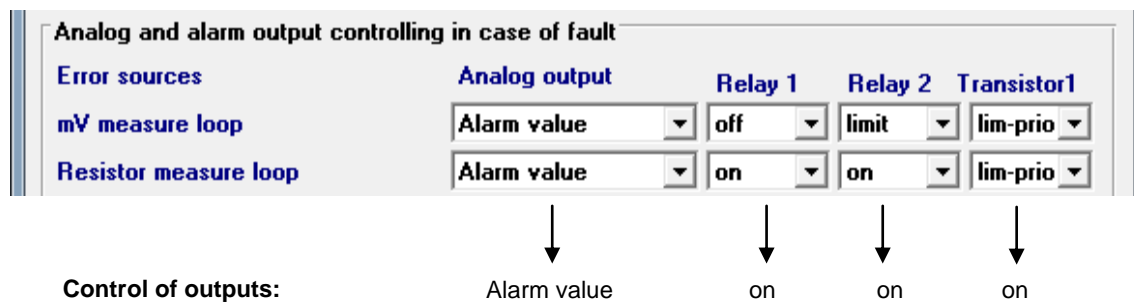 Analog and alarm output controlling in case of fault
Error sources Analog output Relay 1 Relay 2 Transistor1
mV measure loop Alarm value off limit lim-prio
Resistor measure loop Alarm value on on lim-prio
Control of outputs: Alarm value on on on